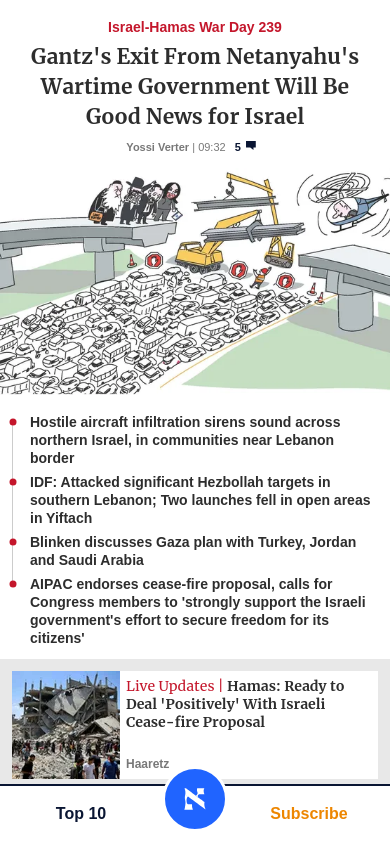 Israel-Hamas War Day 239
Gantz's Exit From Netanyahu's
Wartime Government Will Be
Good News for Israel
Yossi Verter | 09:32 5
Hostile aircraft infiltration sirens sound across
northern Israel, in communities near Lebanon
border
IDF: Attacked significant Hezbollah targets in
southern Lebanon; Two launches fell in open areas
in Yiftach
Blinken discusses Gaza plan with Turkey, Jordan
and Saudi Arabia
AIPAC endorses cease-fire proposal, calls for
Congress members to 'strongly support the Israeli
government's effort to secure freedom for its
citizens'
Live Updates | Hamas: Ready to
Deal 'Positively' With Israeli
Cease-fire Proposal
Haaretz
Top 10
א
Subscribe